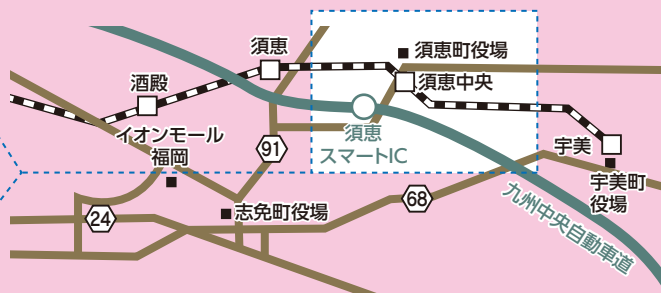 須恵
須恵町役場
酒殿
須恵中央
イオンモール
福岡
91
須恵
スマートIC
宇美
宇美町
役場
24
志免町役場
68
九州中央自動車道